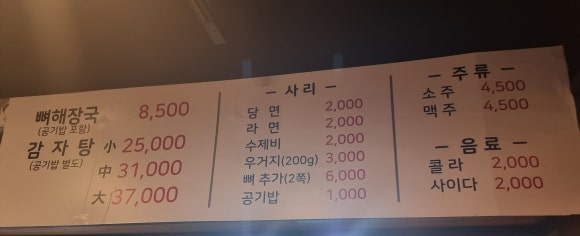 뼈해장국 8,500
(공기밥 포함)
감자탕 小 25,000
(공기밥 별도)
中 31,000
大 37,000
- 사리 -
당면 2,000
라면 2,000
수제비 2,000
우거지(200g) 3,000
뼈추가(2쪽) 6,000
공기밥 1,000
- 주류 -
소주 4,500
맥주 4,500
- 음료 -
콜라 2,000
사이다 2,000